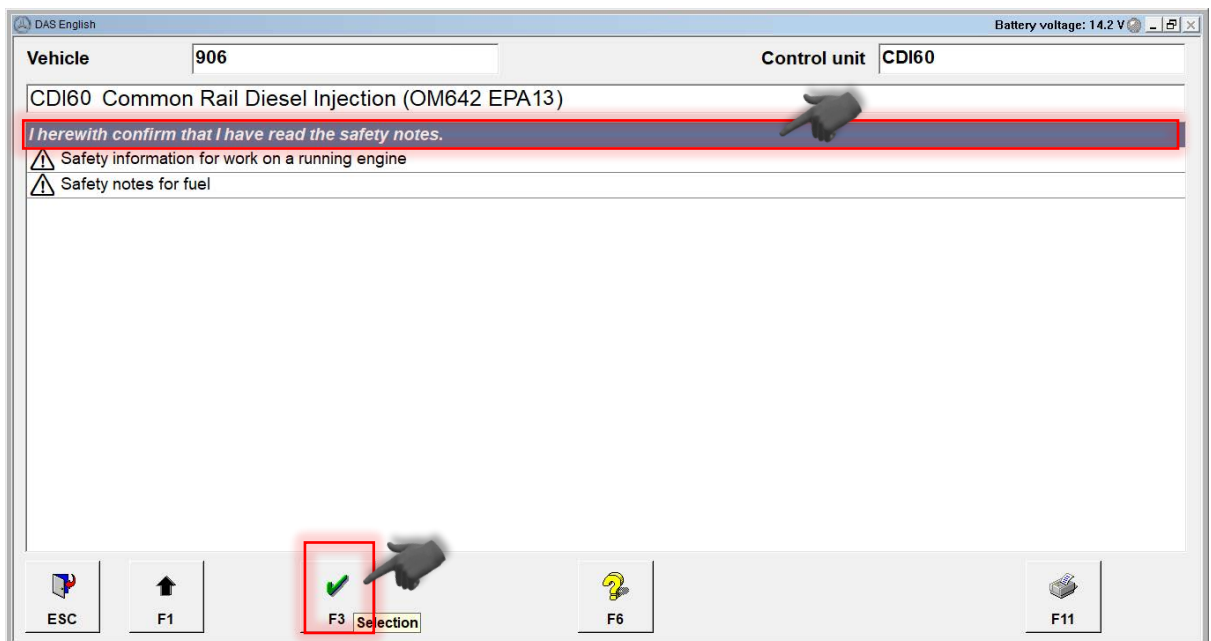 DAS English
Battery voltage: 14.2 V
Vehicle 906 Control unit CDI60
CDI60 Common Rail Diesel Injection (OM642 EPA13)
I herewith confirm that I have read the safety notes.
Safety information for work on a running engine
Safety notes for fuel
ESC F1 F3 Selection F6 F11